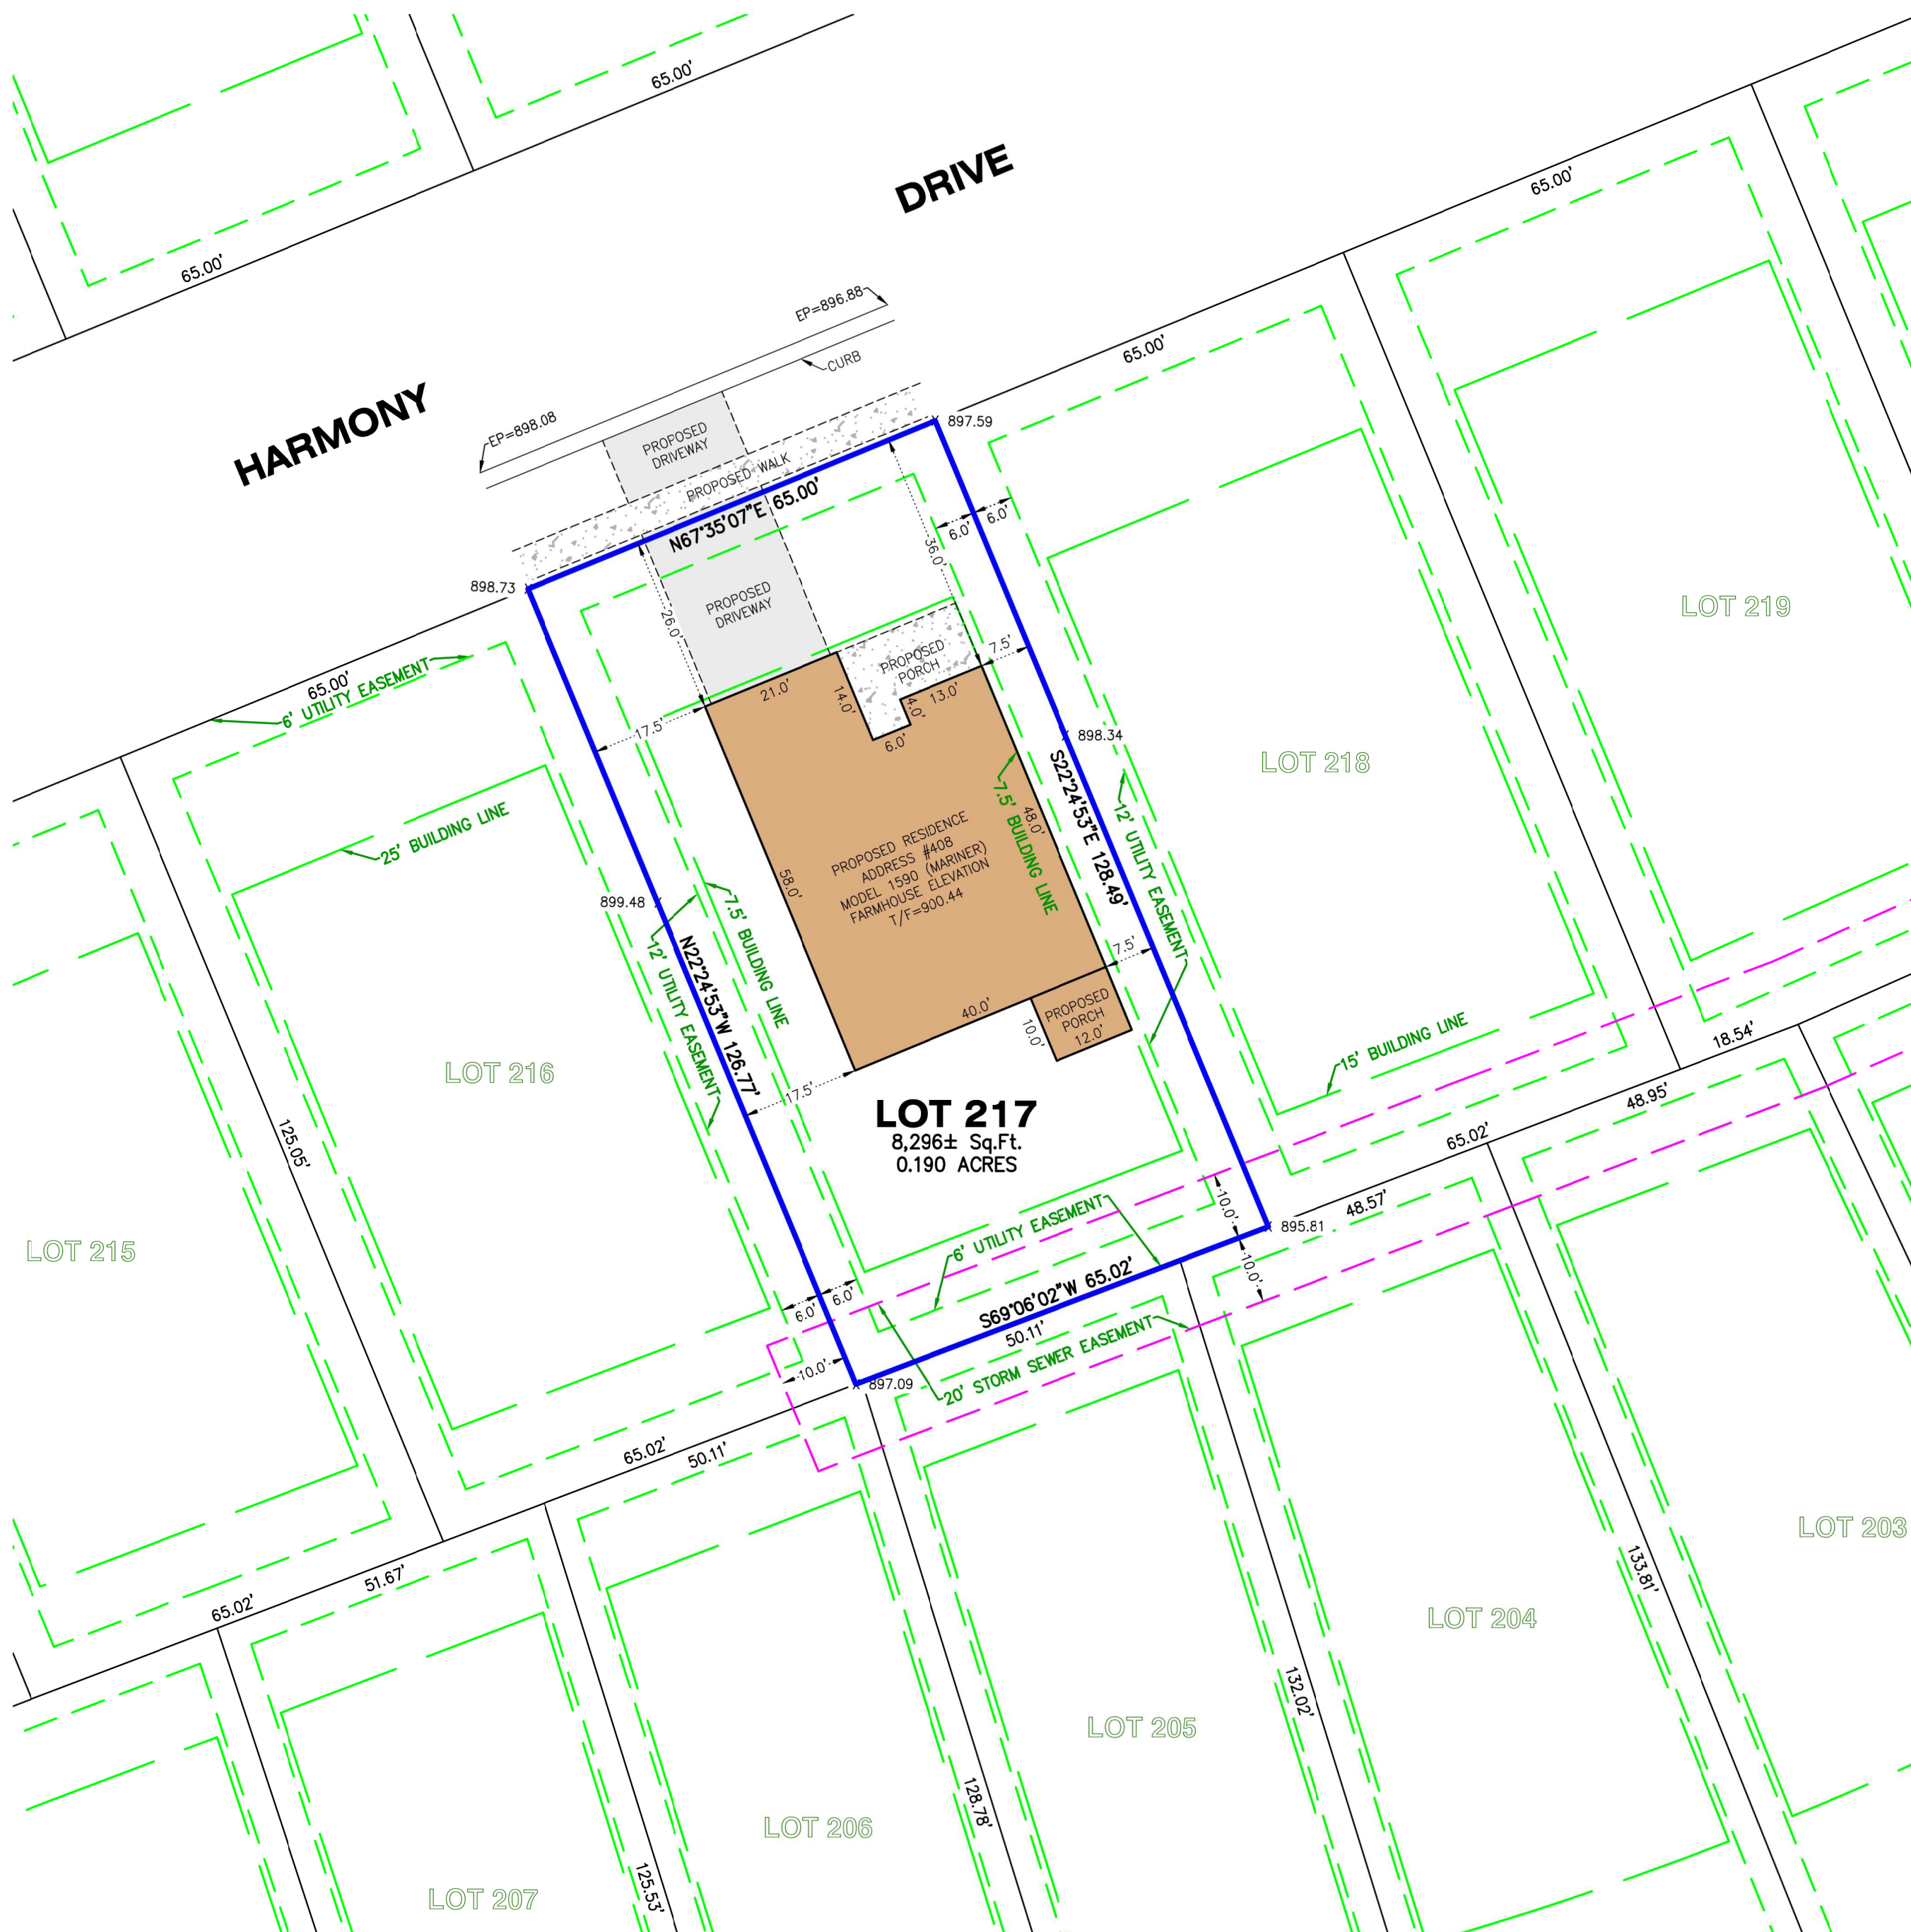 65.00'
DRIVE
65.00'
65.00'
EP=896.88
CURB
65.00'
HARMONY
EP=898.08
PROPOSED
DRIVEWAY
PROPOSED WALK
897.59
N67°35'07"E 65.00'
6.0'
6.0'
36.0'
898.73
PROPOSED
DRIVEWAY
26.0'
LOT 219
65.00'
6' UTILITY EASEMENT
PROPOSED
PORCH
7.5'
21.0'
14.0'
13.0'
4.0'
6.0'
17.5'
898.34
LOT 218
S22°24'53"E 128.49'
7.5' BUILDING LINE
12' UTILITY EASEMENT
25' BUILDING LINE
48.0'
PROPOSED RESIDENCE
ADDRESS #408
MODEL 1590 (MARINER)
FARMHOUSE ELEVATION
T/F=900.44
58.0'
899.48
7.5' BUILDING LINE
12' UTILITY EASEMENT
N22°24'53"W 126.77'
7.5'
40.0'
PROPOSED
PORCH
12.0'
10.0'
15' BUILDING LINE
18.54'
LOT 216
17.5'
48.95'
LOT 217
8,296± Sq.Ft.
0.190 ACRES
65.02'
125.05'
10.0'
48.57'
895.81
6' UTILITY EASEMENT
LOT 215
10.0'
6.0'
6.0'
S69°06'02"W 65.02'
50.11'
10.0'
897.09
20' STORM SEWER EASEMENT
65.02'
50.11'
51.67'
65.02'
LOT 203
133.81'
LOT 204
132.02'
LOT 205
128.78'
LOT 206
125.53'
LOT 207